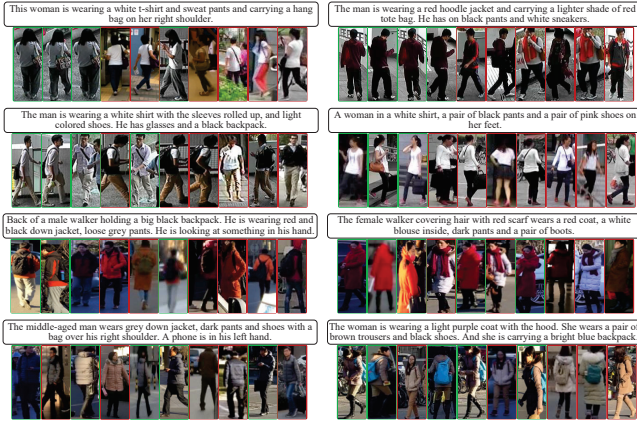 This woman is wearing a white t-shirt and sweat pants and carrying a hang
bag on her right shoulder.
The man is wearing a red hoodle jacket and carrying a lighter shade of red
tote bag. He has on black pants and white sneakers.
The man is wearing a white shirt with the sleeves rolled up, and light
colored shoes. He has glasses and a black backpack.
A woman in a white shirt, a pair of black pants and a pair of pink shoes on
her feet.
Back of a male walker holding a big black backpack. He is wearing red and
black down jacket, loose grey pants. He is looking at something in his hand.
The female walker covering hair with red scarf wears a red coat, a white
blouse inside, dark pants and a pair of boots.
The middle-aged man wears grey down jacket, dark pants and shoes with a
bag over his right shoulder. A phone is in his left hand.
The woman is wearing a light purple coat with the hood. She wears a pair of
brown trousers and black shoes. And she is carrying a bright blue backpack.